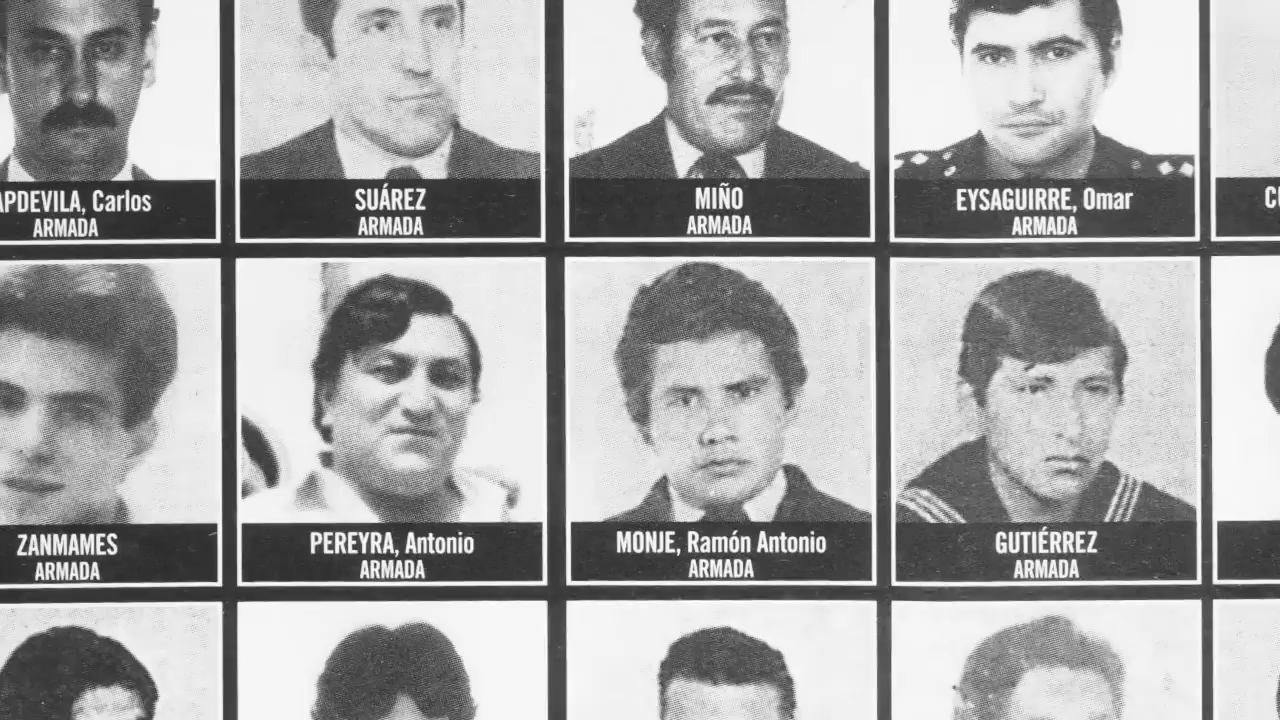 APDEVILA, Carlos
ARMADA
SUÁREZ
ARMADA
MIÑO
ARMADA
EYSAGUIRRE, Omar
ARMADA
ZANMAMES
ARMADA
PEREYRA, Antonio
ARMADA
MONJE, Ramón Antonio
ARMADA
GUTIÉRREZ
ARMADA